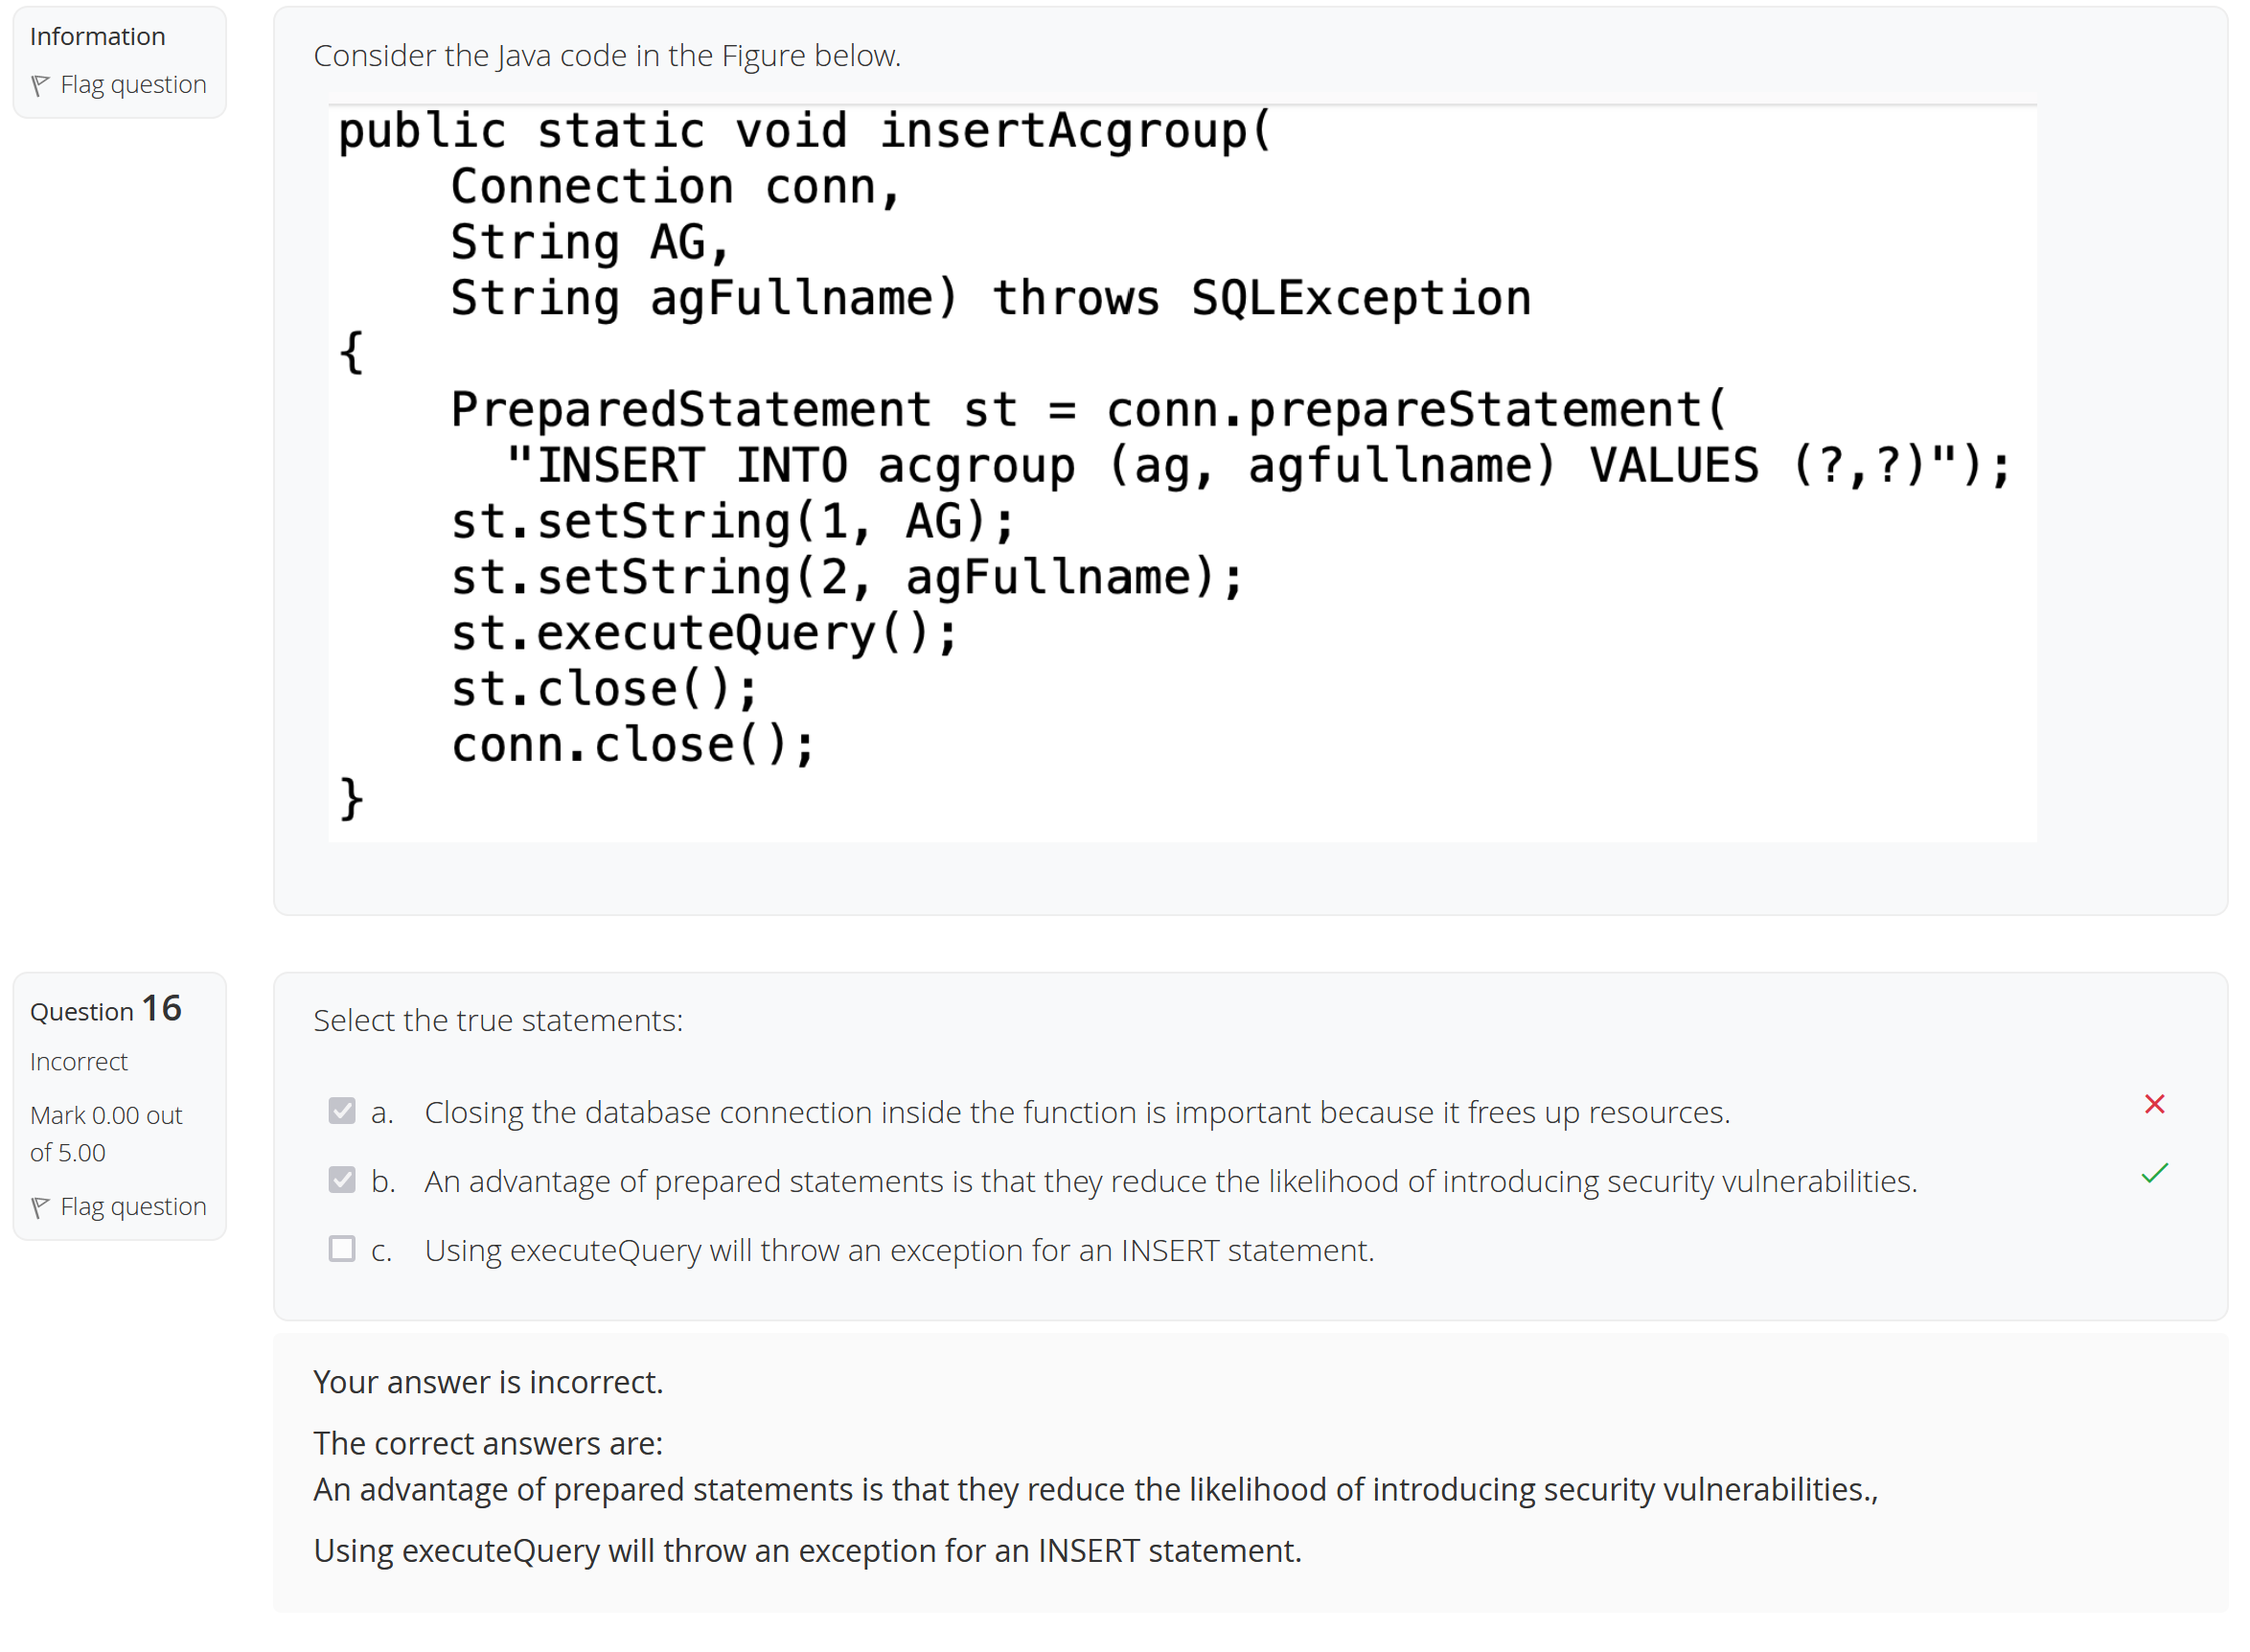 Information
Flag question
Consider the Java code in the Figure below.
public static void insertAcgroup(
    Connection conn,
    String AG,
    String agFullname) throws SQLException
{
    PreparedStatement st = conn.prepareStatement(
      "INSERT INTO acgroup (ag, agfullname) VALUES (?,?)");
    st.setString(1, AG);
    st.setString(2, agFullname);
    st.executeQuery();
    st.close();
    conn.close();
}
Question 16
Incorrect
Mark 0.00 out
of 5.00
Flag question
Select the true statements:
a. Closing the database connection inside the function is important because it frees up resources.
b. An advantage of prepared statements is that they reduce the likelihood of introducing security vulnerabilities.
c. Using executeQuery will throw an exception for an INSERT statement.
Your answer is incorrect.
The correct answers are:
An advantage of prepared statements is that they reduce the likelihood of introducing security vulnerabilities.,
Using executeQuery will throw an exception for an INSERT statement.